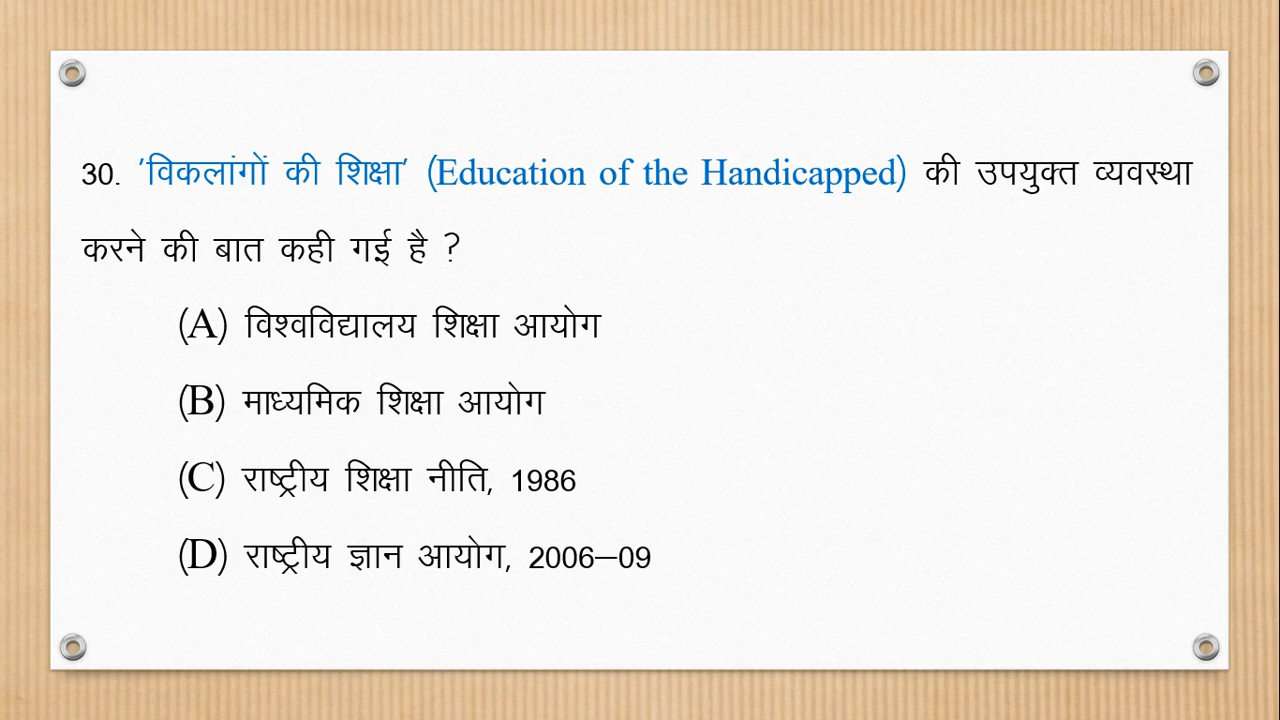 30. 'विकलांगों की शिक्षा' (Education of the Handicapped) की उपयुक्त व्यवस्था
करने की बात कही गई है ?
(A) विश्वविद्यालय शिक्षा आयोग
(B) माध्यमिक शिक्षा आयोग
(C) राष्ट्रीय शिक्षा नीति, 1986
(D) राष्ट्रीय ज्ञान आयोग, 2006–09